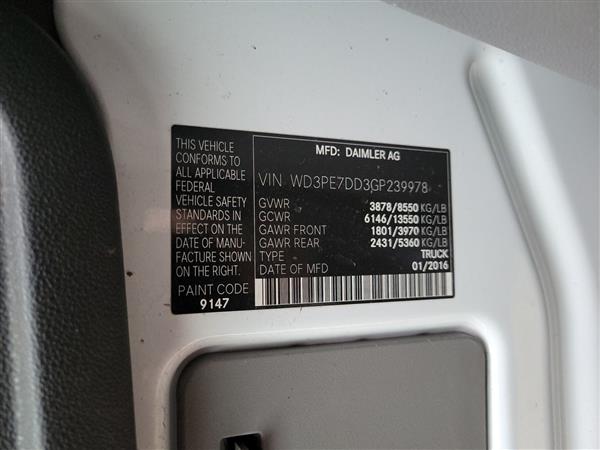 THIS VEHICLE
CONFORMS TO
ALL APPLICABLE
FEDERAL
VEHICLE SAFETY
STANDARDS IN
EFFECT ON THE
DATE OF MANU-
FACTURE SHOWN
ON THE RIGHT.
PAINT CODE
9147
MFD: DAIMLER AG
VIN WD3PE7DD3GP239978
GVWR 3878/8550 KG/LB
GCWR 6146/13550 KG/LB
GAWR FRONT 1801/3970 KG/LB
GAWR REAR 2431/5360 KG/LB
TYPE TRUCK
DATE OF MFD 01/2016